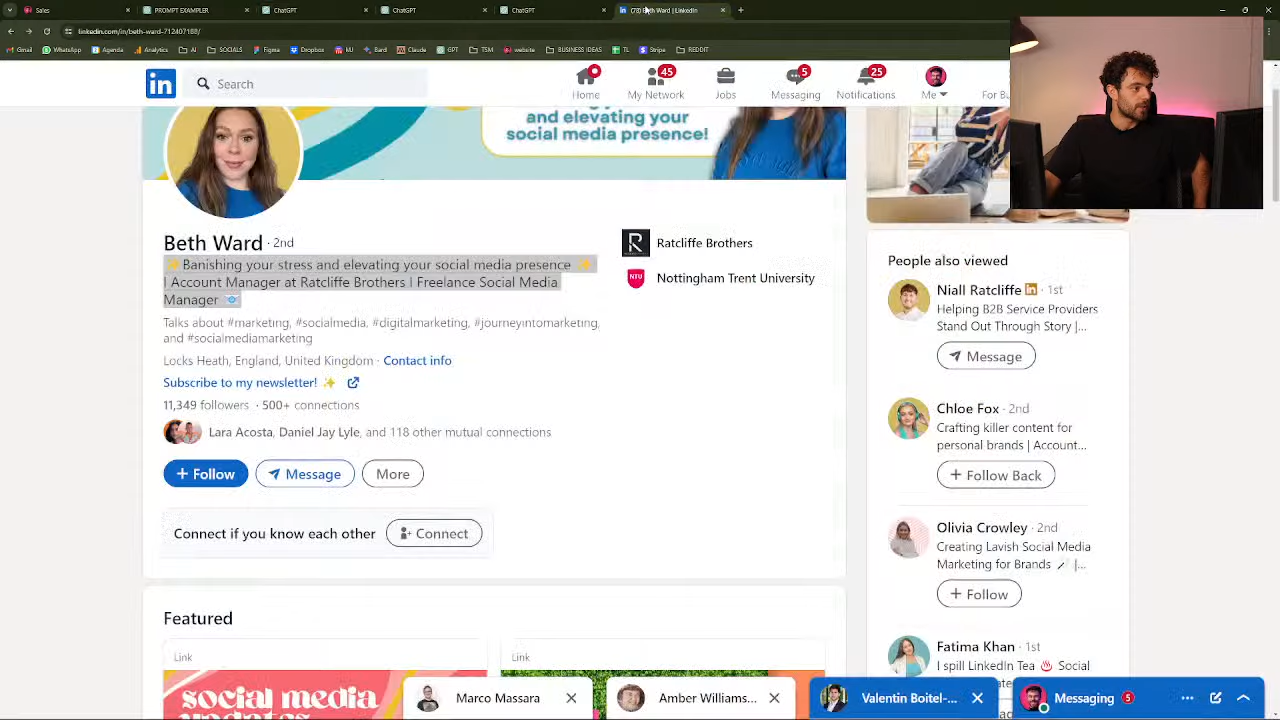 Sales
PROMPT EXAMPLER
ChatGPT
ChatGPT
ChatGPT
Beth Ward | LinkedIn
linkedin.com/in/beth-ward-712407188/
Gmail
WhatsApp
Agenda
Analytics
AI
SOCIALS
Figma
Dropbox
kU
Bard
Claude
GPT
TIM
website
BUSINESS IDEAS
TL
Stripe
REDDIT
in
Search
Home
45
My Network
Jobs
5
Messaging
25
Notifications
Me
For Bu
and elevating your
social media presence!
Beth Ward · 2nd
✨Banishing your stress and elevating your social media presence ✨
| Account Manager at Ratcliffe Brothers | Freelance Social Media
Manager
Talks about #marketing, #socialmedia, #digitalmarketing, #journeyintomarketing,
and #socialmediamarketing
Locks Heath, England, United Kingdom · Contact info
Subscribe to my newsletter! ✨
11,349 followers · 500+ connections
Lara Acosta, Daniel Jay Lyle, and 118 other mutual connections
+ Follow
Message
More
Connect if you know each other
Connect
R
Ratcliffe Brothers
NTU
Nottingham Trent University
Featured
Link
Link
social media
updates
People also viewed
Niall Ratcliffe in · 1st
Helping B2B Service Providers
Stand Out Through Story |...
Message
Chloe Fox · 2nd
Crafting killer content for
personal brands | Account...
+ Follow Back
Olivia Crowley · 2nd
Creating Lavish Social Media
Marketing for Brands |...
+ Follow
Fatima Khan · 1st
I spill LinkedIn Tea ♨ Social
Marco Massara
Amber Williams...
Valentin Boitel-...
Messaging 5